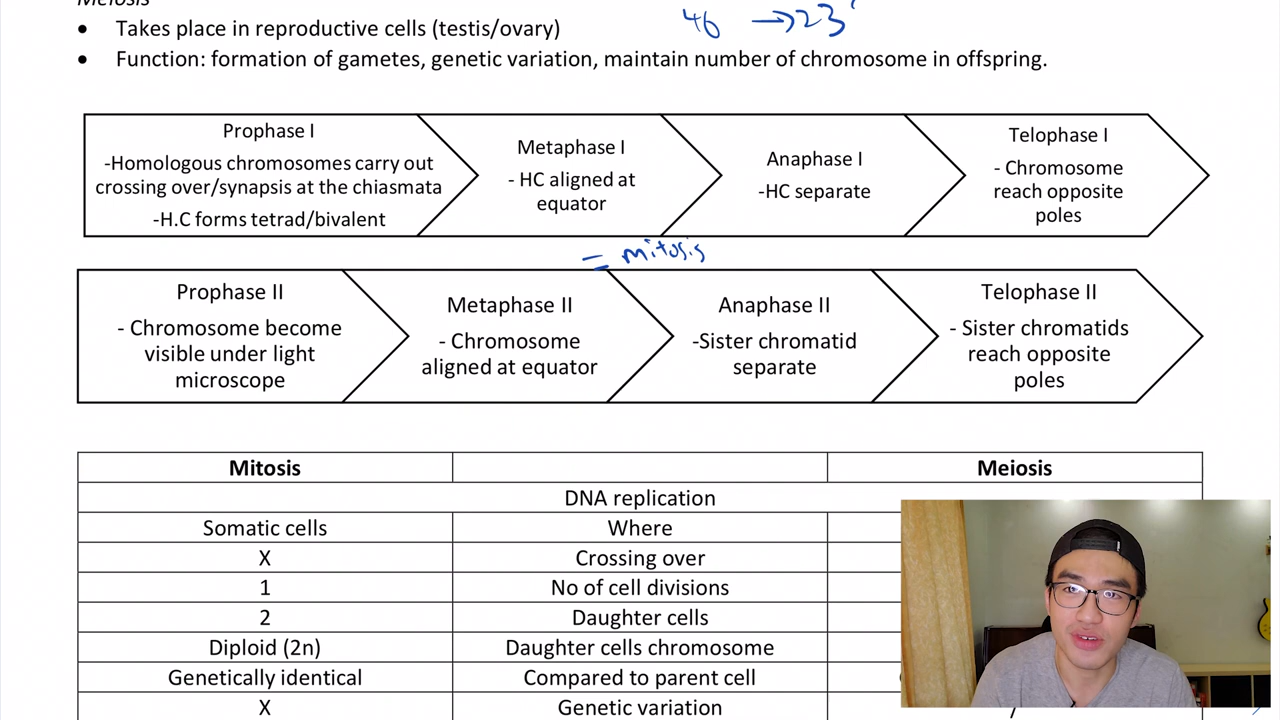 Meiosis
46 → 23
• Takes place in reproductive cells (testis/ovary)
• Function: formation of gametes, genetic variation, maintain number of chromosome in offspring.
Prophase I
-Homologous chromosomes carry out
crossing over/synapsis at the chiasmata
-H.C forms tetrad/bivalent
Metaphase I
- HC aligned at
equator
Anaphase I
-HC separate
Telophase I
- Chromosome
reach opposite
poles
= mitosis
Prophase II
- Chromosome become
visible under light
microscope
Metaphase II
- Chromosome
aligned at equator
Anaphase II
-Sister chromatid
separate
Telophase II
- Sister chromatids
reach opposite
poles
Mitosis Meiosis
DNA replication
Somatic cells Where
X Crossing over
1 No of cell divisions
2 Daughter cells
Diploid (2n) Daughter cells chromosome
Genetically identical Compared to parent cell
X Genetic variation /